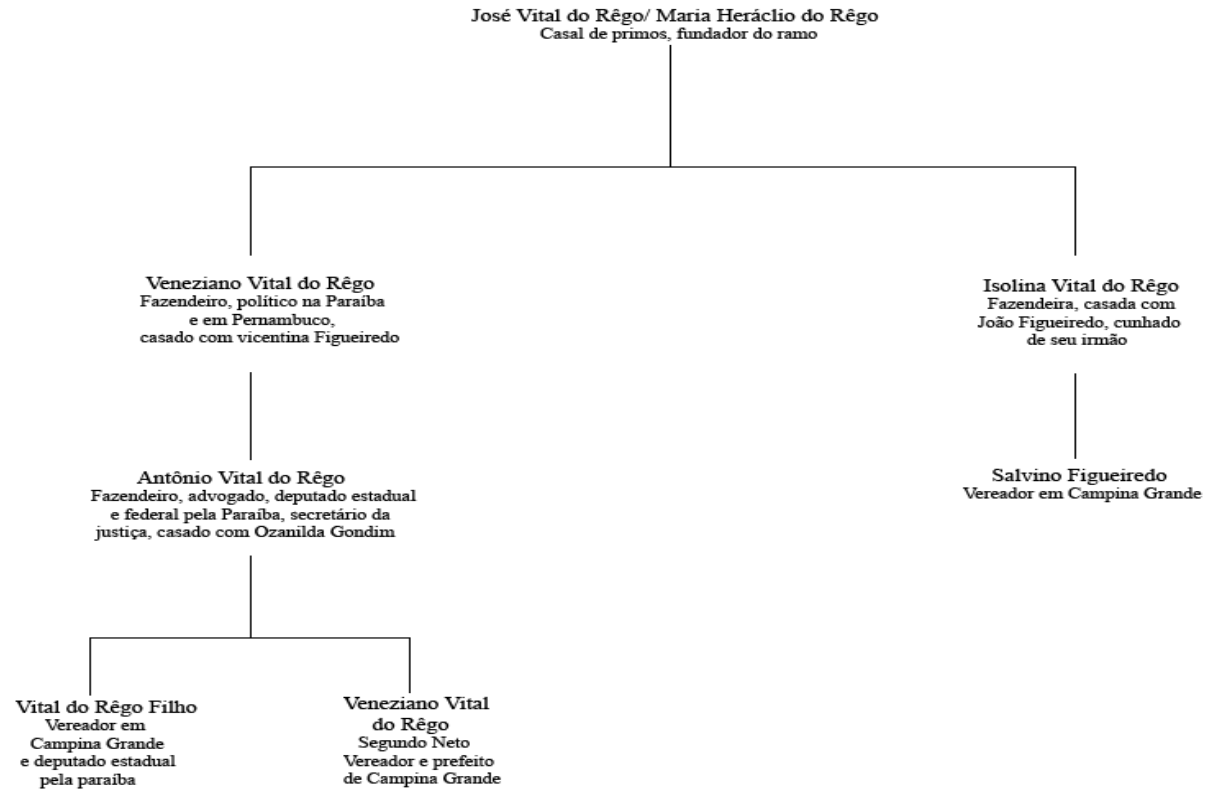 José Vital do Rêgo/ Maria Heráclio do Rêgo
Casal de primos, fundador do ramo
Veneziano Vital do Rêgo
Fazendeiro, político na Paraíba
e em Pernambuco,
casado com vicentina Figueiredo
Isolina Vital do Rêgo
Fazendeira, casada com
João Figueiredo, cunhado
de seu irmão
Antônio Vital do Rêgo
Fazendeiro, advogado, deputado estadual
e federal pela Paraíba, secretário da
justiça, casado com Ozanilda Gondim
Salvino Figueiredo
Vereador em Campina Grande
Vital do Rêgo Filho
Vereador em
Campina Grande
e deputado estadual
pela paraíba
Veneziano Vital
do Rêgo
Segundo Neto
Vereador e prefeito
de Campina Grande